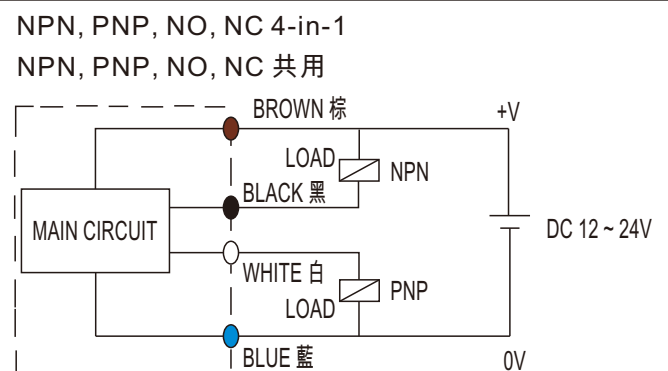 NPN, PNP, NO, NC 4-in-1
NPN, PNP, NO, NC 共用
BROWN 棕
+V
LOAD
NPN
BLACK 黑
MAIN CIRCUIT
DC 12 ~ 24V
WHITE 白
PNP
LOAD
BLUE 藍
0V